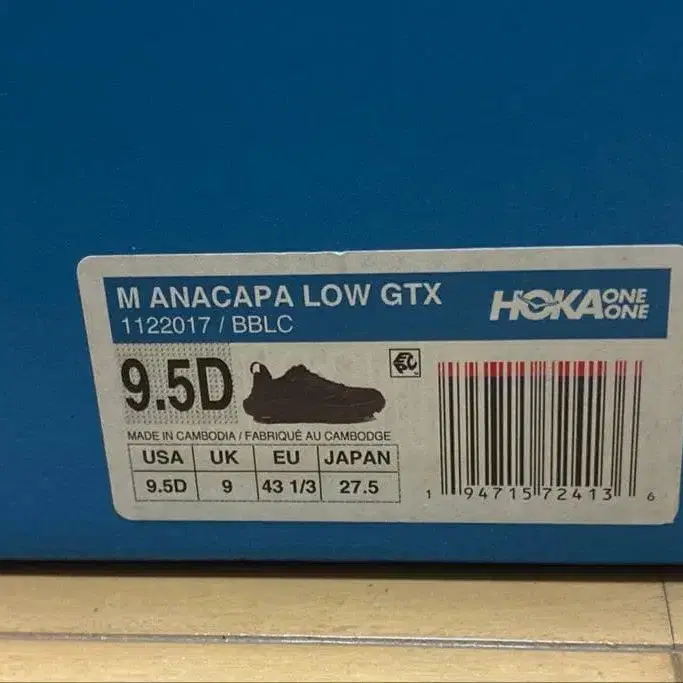 M ANACAPA LOW GTX
1122017 / BBLC
HOKA ONE ONE
9.5D
MADE IN CAMBODIA / FABRIQUÉ AU CAMBODGE
USA UK EU JAPAN
9.5D 9 43 1/3 27.5
1 94715 72413 6